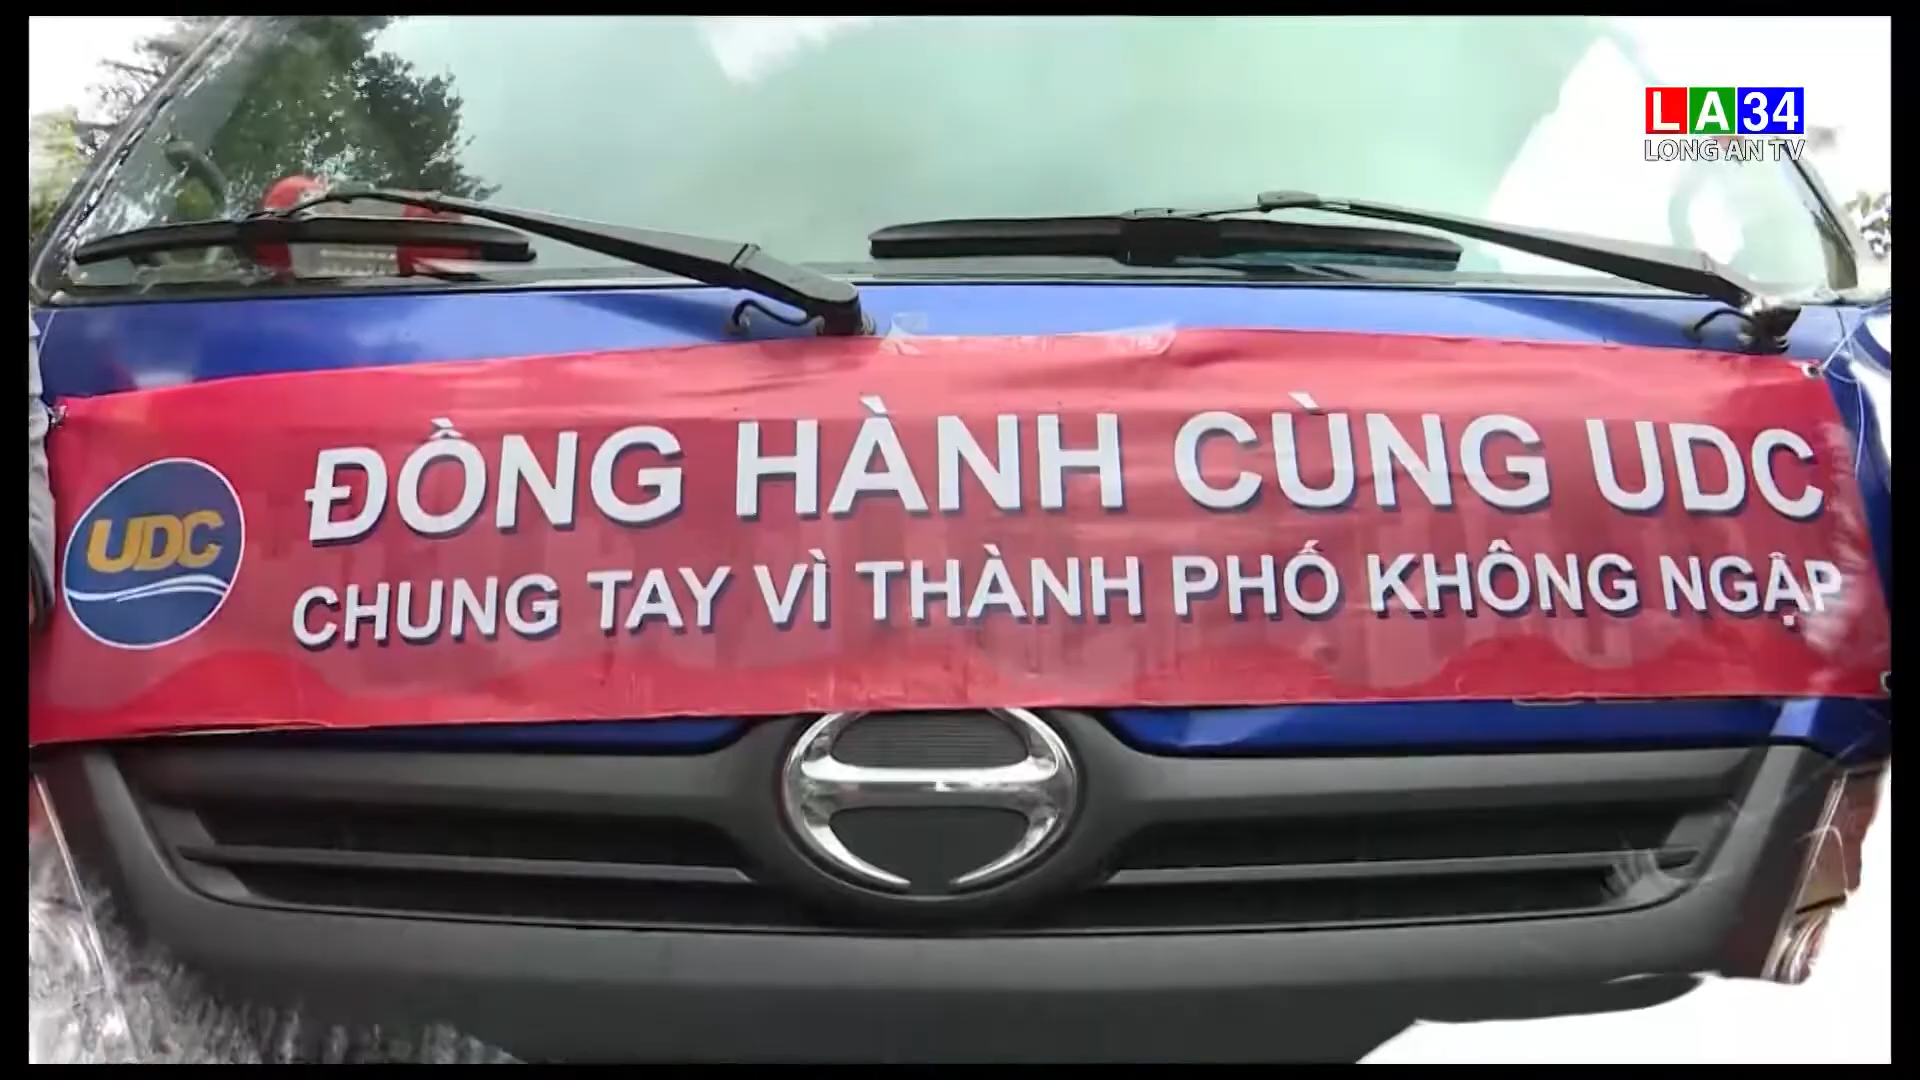 LA34
LONG AN TV
ĐỒNG HÀNH CÙNG UDC
UDC
CHUNG TAY VÌ THÀNH PHỐ KHÔNG NGẬP